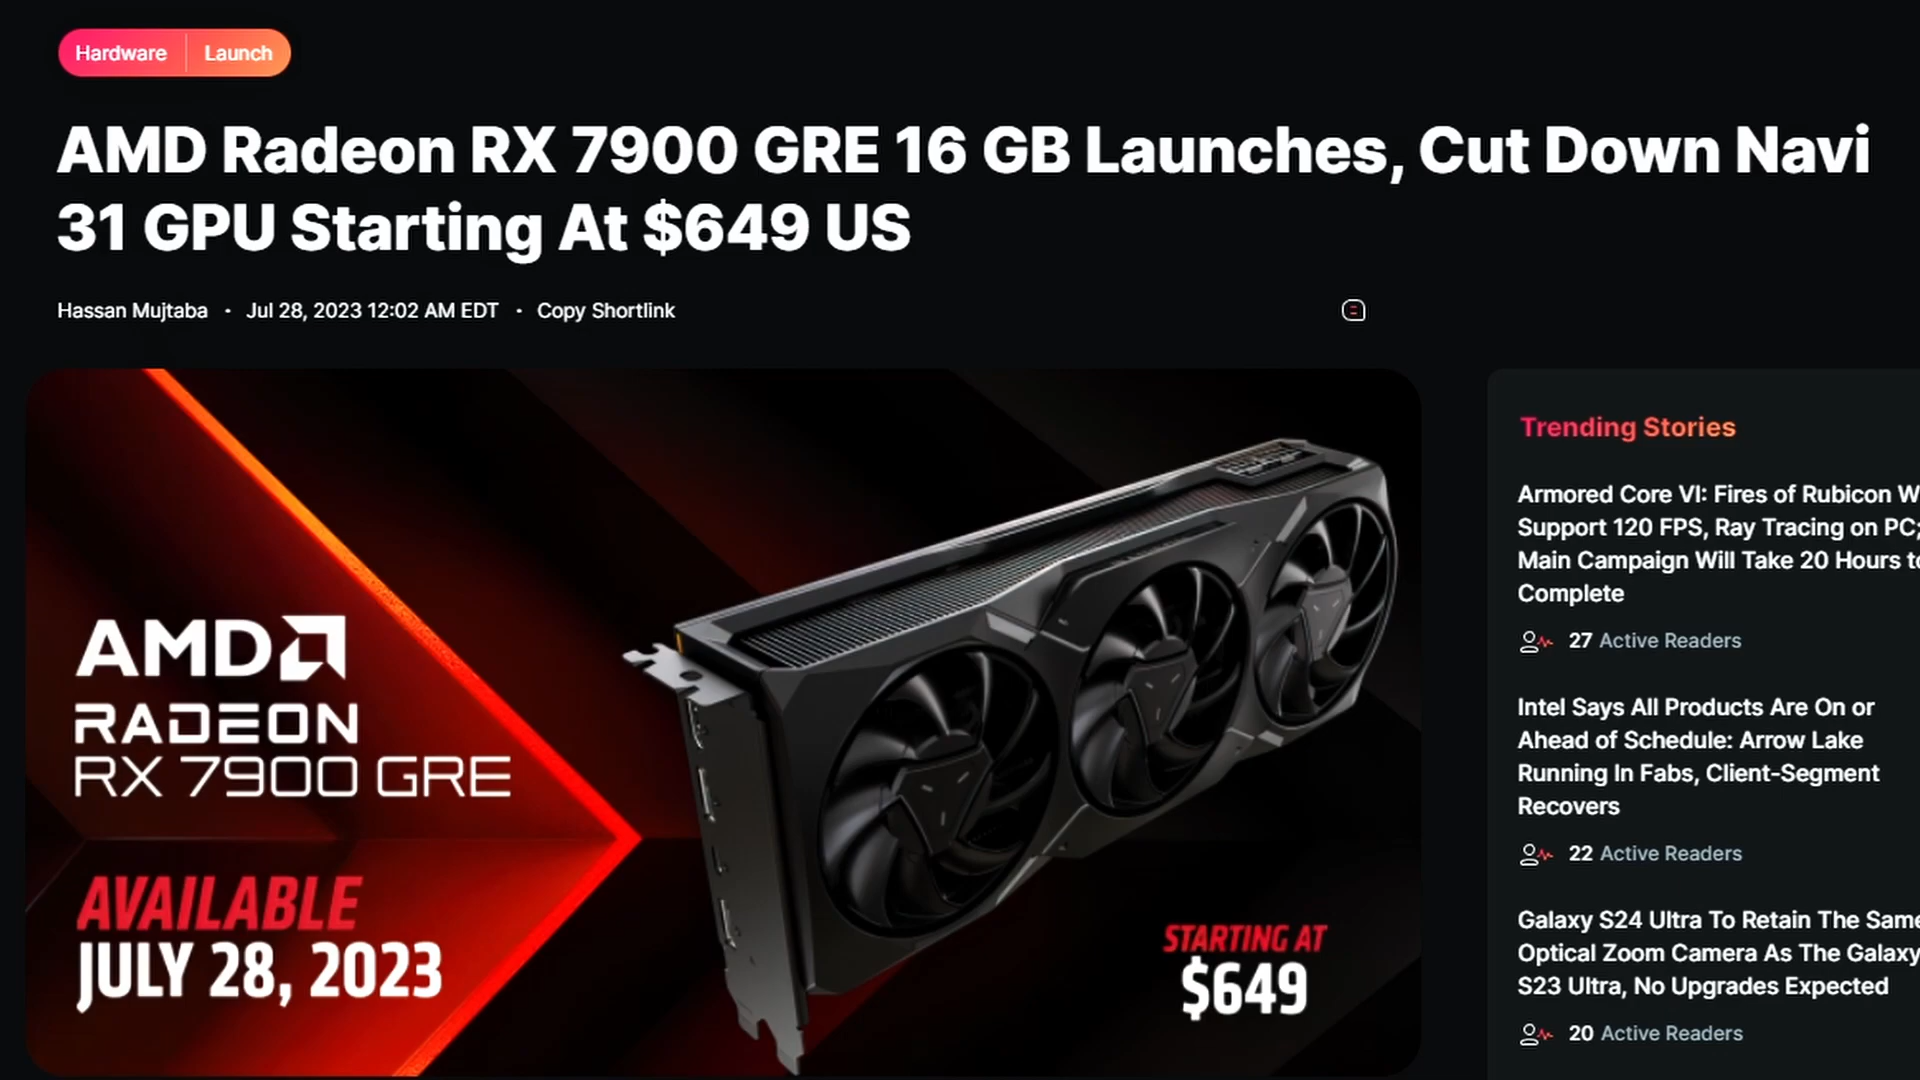 Hardware Launch
AMD Radeon RX 7900 GRE 16 GB Launches, Cut Down Navi
31 GPU Starting At $649 US
Hassan Mujtaba • Jul 28, 2023 12:02 AM EDT • Copy Shortlink
AMD
RADEON
RX 7900 GRE
AVAILABLE
JULY 28, 2023
STARTING AT
$649
Trending Stories
Armored Core VI: Fires of Rubicon W
Support 120 FPS, Ray Tracing on PC;
Main Campaign Will Take 20 Hours to
Complete
27 Active Readers
Intel Says All Products Are On or
Ahead of Schedule: Arrow Lake
Running In Fabs, Client-Segment
Recovers
22 Active Readers
Galaxy S24 Ultra To Retain The Same
Optical Zoom Camera As The Galaxy
S23 Ultra, No Upgrades Expected
20 Active Readers